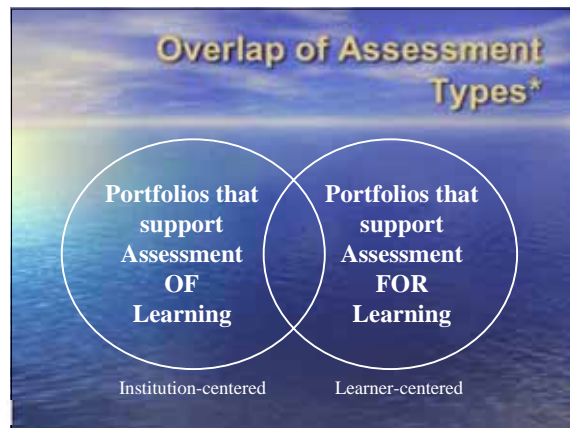 Overlap of Assessment
Types*
Portfolios that
support
Assessment
OF
Learning
Portfolios that
support
Assessment
FOR
Learning
Institution-centered
Learner-centered